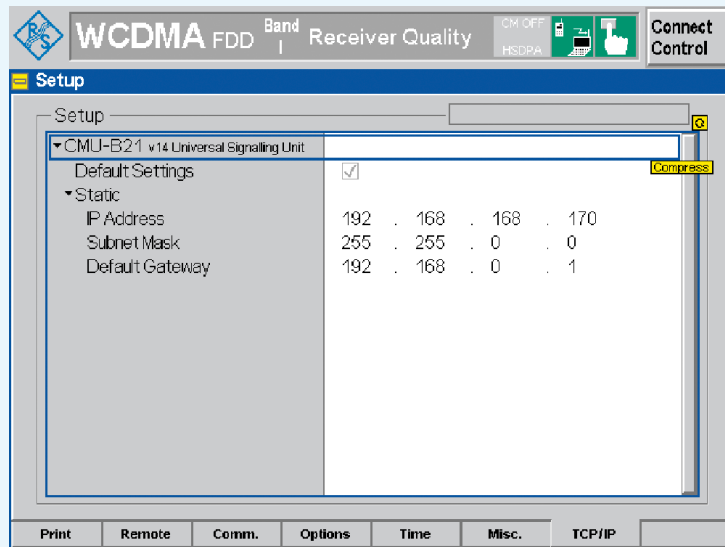 R S WCDMA FDD Band I Receiver Quality CM OFF HSDPA Connect Control
Setup
Setup
CMU-B21 v14 Universal Signalling Unit
Compress
Default Settings
Static
IP Address 192 . 168 . 168 . 170
Subnet Mask 255 . 255 . 0 . 0
Default Gateway 192 . 168 . 0 . 1
Print Remote Comm. Options Time Misc. TCP/IP